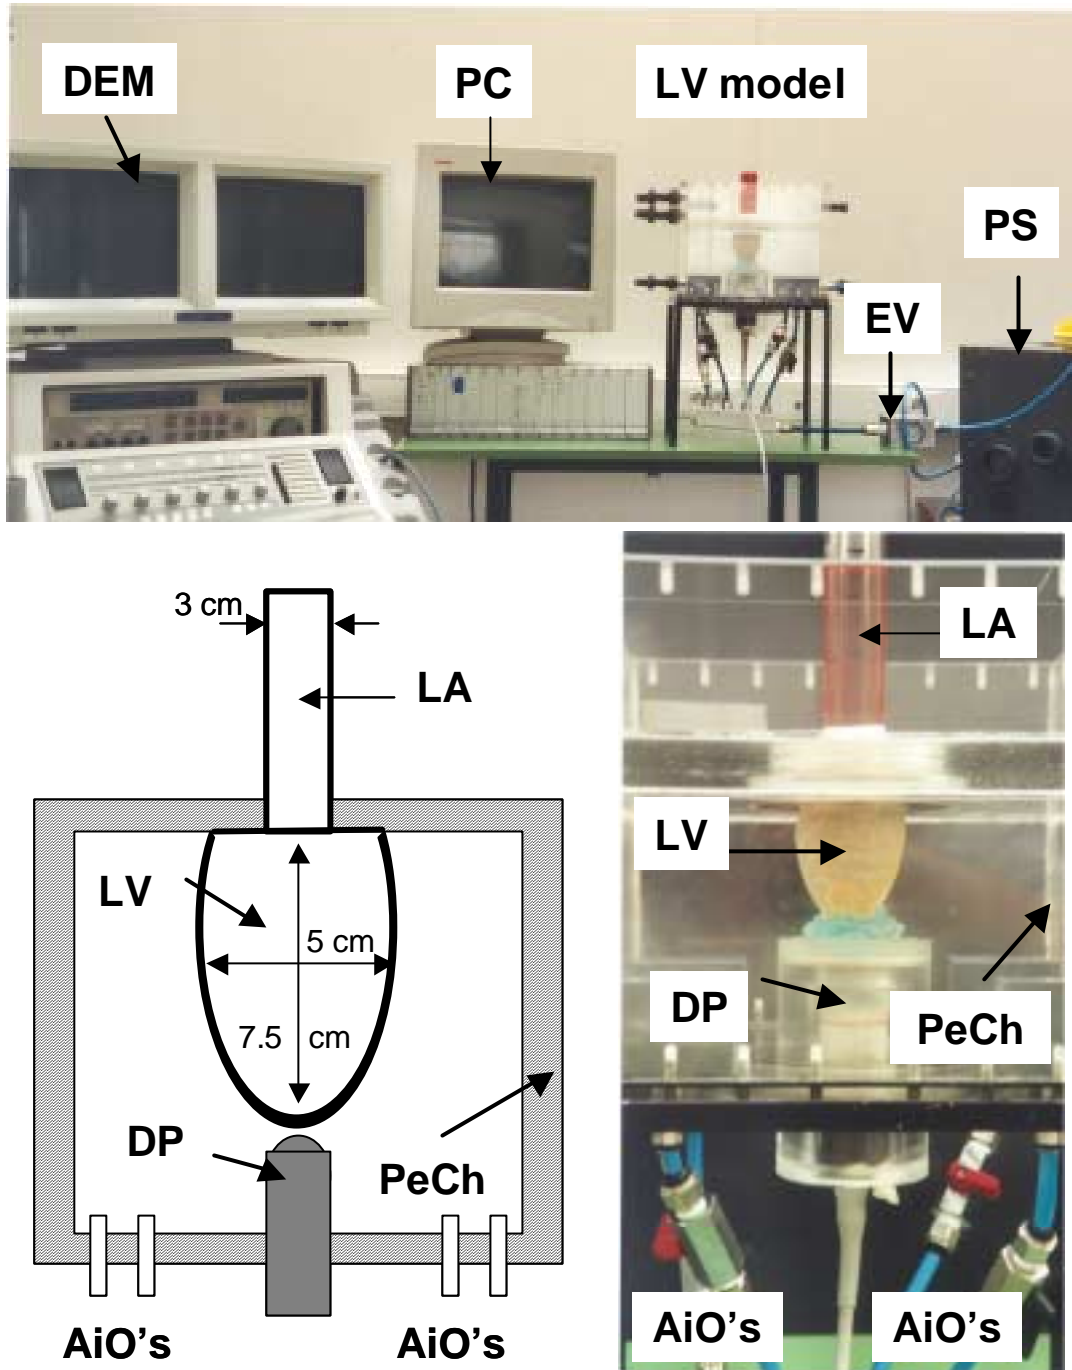 DEM
PC
LV model
PS
EV
3 cm
LA
LV
5 cm
7.5 cm
DP
PeCh
AiO's
AiO's
LA
LV
DP
PeCh
AiO's
AiO's